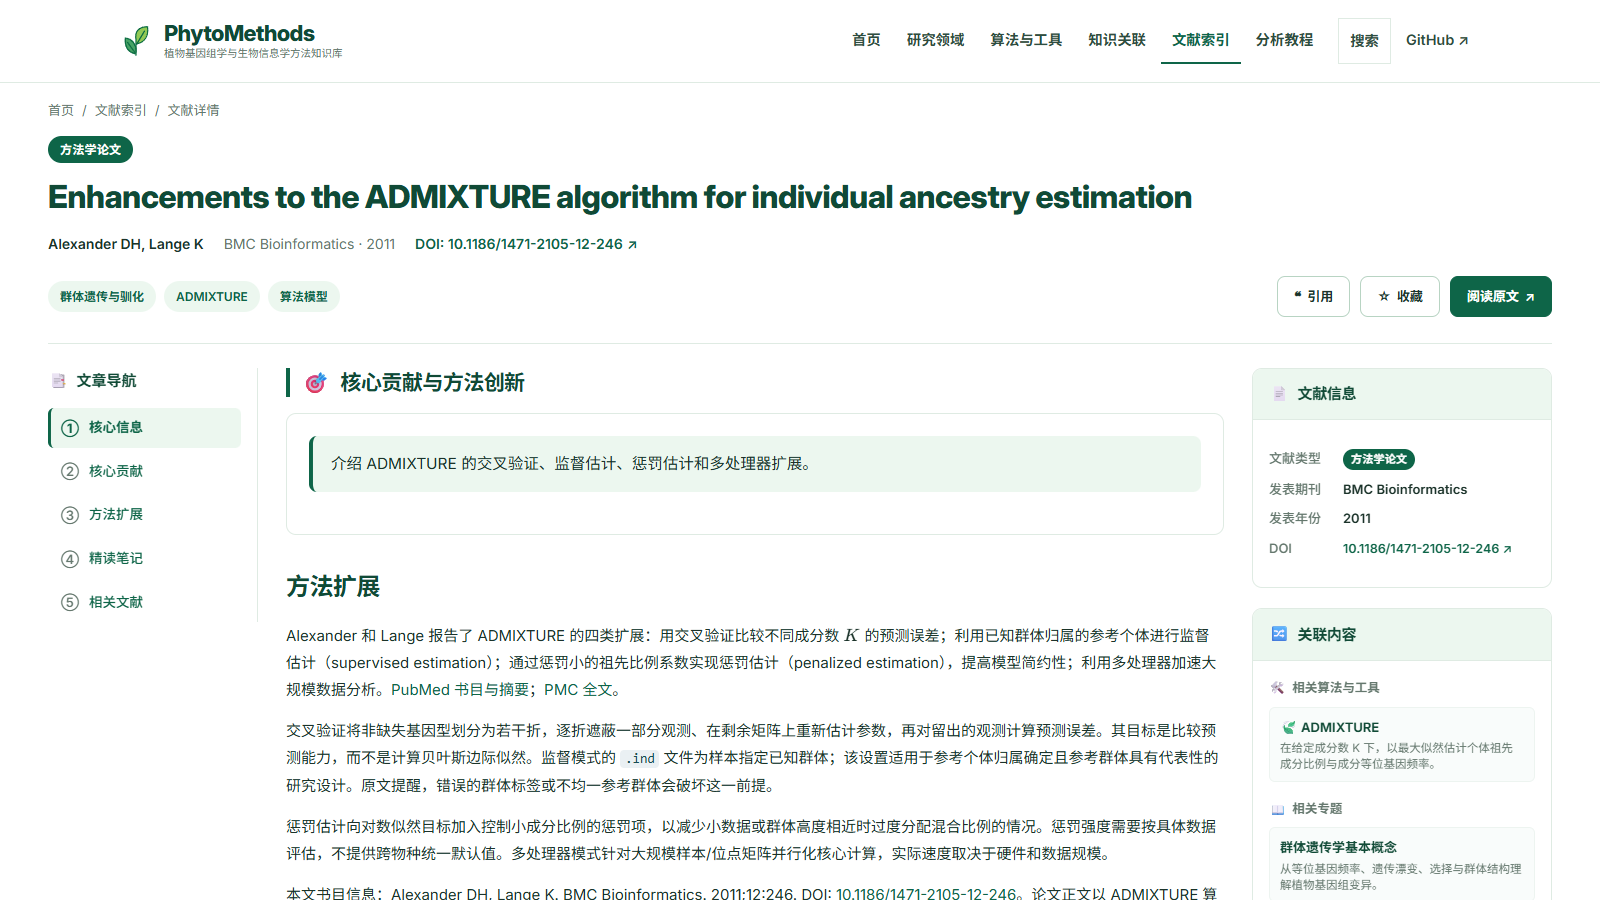 PhytoMethods
植物基因组学与生物信息学方法知识库
首页 研究领域 算法与工具 知识关联 文献索引 分析教程 搜索 GitHub ↗
首页 / 文献索引 / 文献详情
方法学论文
Enhancements to the ADMIXTURE algorithm for individual ancestry estimation
Alexander DH, Lange K BMC Bioinformatics · 2011 DOI: 10.1186/1471-2105-12-246 ↗
群体遗传与驯化 ADMIXTURE 算法模型
❝ 引用 ☆ 收藏 阅读原文 ↗
文章导航
① 核心信息
② 核心贡献
③ 方法扩展
④ 精读笔记
⑤ 相关文献
核心贡献与方法创新
介绍 ADMIXTURE 的交叉验证、监督估计、惩罚估计和多处理器扩展。
方法扩展
Alexander 和 Lange 报告了 ADMIXTURE 的四类扩展：用交叉验证比较不同成分数 K 的预测误差；利用已知群体归属的参考个体进行监督
估计（supervised estimation）；通过惩罚小的祖先比例系数实现惩罚估计（penalized estimation），提高模型简约性；利用多处理器加速大
规模数据分析。PubMed 书目与摘要；PMC 全文。
交叉验证将非缺失基因型划分为若干折，逐折遮蔽一部分观测、在剩余矩阵上重新估计参数，再对留出的观测计算预测误差。其目标是比较预
测能力，而不是计算贝叶斯边际似然。监督模式的 .ind 文件为样本指定已知群体；该设置适用于参考个体归属确定且参考群体具有代表性的
研究设计。原文提醒，错误的群体标签或不均一参考群体会破坏这一前提。
惩罚估计向对数似然目标加入控制小成分比例的惩罚项，以减少小数据或群体高度相近时过度分配混合比例的情况。惩罚强度需要按具体数据
评估，不提供跨物种统一默认值。多处理器模式针对大规模样本/位点矩阵并行化核心计算，实际速度取决于硬件和数据规模。
本文书目信息：Alexander DH, Lange K. BMC Bioinformatics. 2011;12:246. DOI: 10.1186/1471-2105-12-246。论文正文以 ADMIXTURE 算
文献信息
文献类型 方法学论文
发表期刊 BMC Bioinformatics
发表年份 2011
DOI 10.1186/1471-2105-12-246 ↗
关联内容
相关算法与工具
ADMIXTURE
在给定成分数 K 下，以最大似然估计个体祖先
成分比例与成分等位基因频率。
相关专题
群体遗传学基本概念
从等位基因频率、遗传漂变、选择与群体结构理
解植物基因组变异。